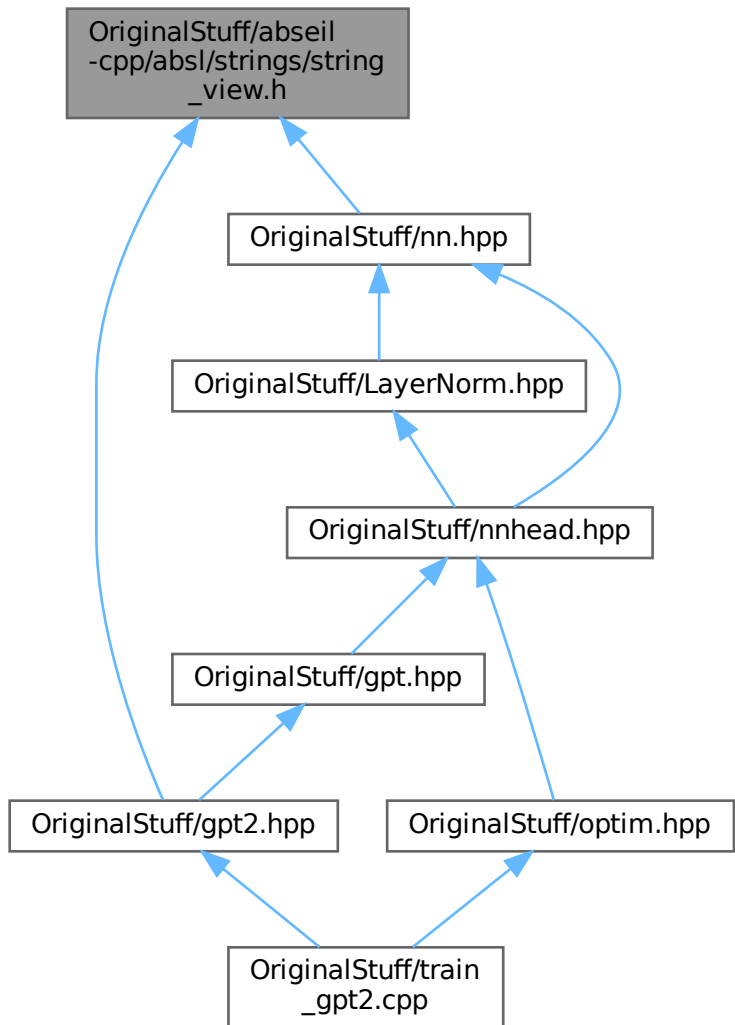 OriginalStuff/abseil
-cpp/absl/strings/string
_view.h
OriginalStuff/nn.hpp
OriginalStuff/LayerNorm.hpp
OriginalStuff/nnhead.hpp
OriginalStuff/gpt.hpp
OriginalStuff/gpt2.hpp
OriginalStuff/optim.hpp
OriginalStuff/train
_gpt2.cpp